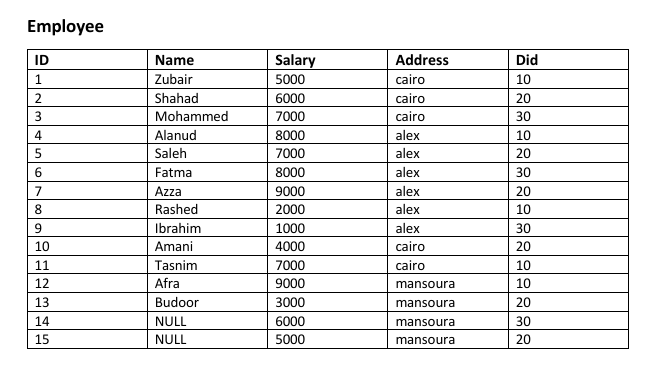 Employee
ID Name Salary Address Did
1 Zubair 5000 cairo 10
2 Shahad 6000 cairo 20
3 Mohammed 7000 cairo 30
4 Alanud 8000 alex 10
5 Saleh 7000 alex 20
6 Fatma 8000 alex 30
7 Azza 9000 alex 20
8 Rashed 2000 alex 10
9 Ibrahim 1000 alex 30
10 Amani 4000 cairo 20
11 Tasnim 7000 cairo 10
12 Afra 9000 mansoura 10
13 Budoor 3000 mansoura 20
14 NULL 6000 mansoura 30
15 NULL 5000 mansoura 20